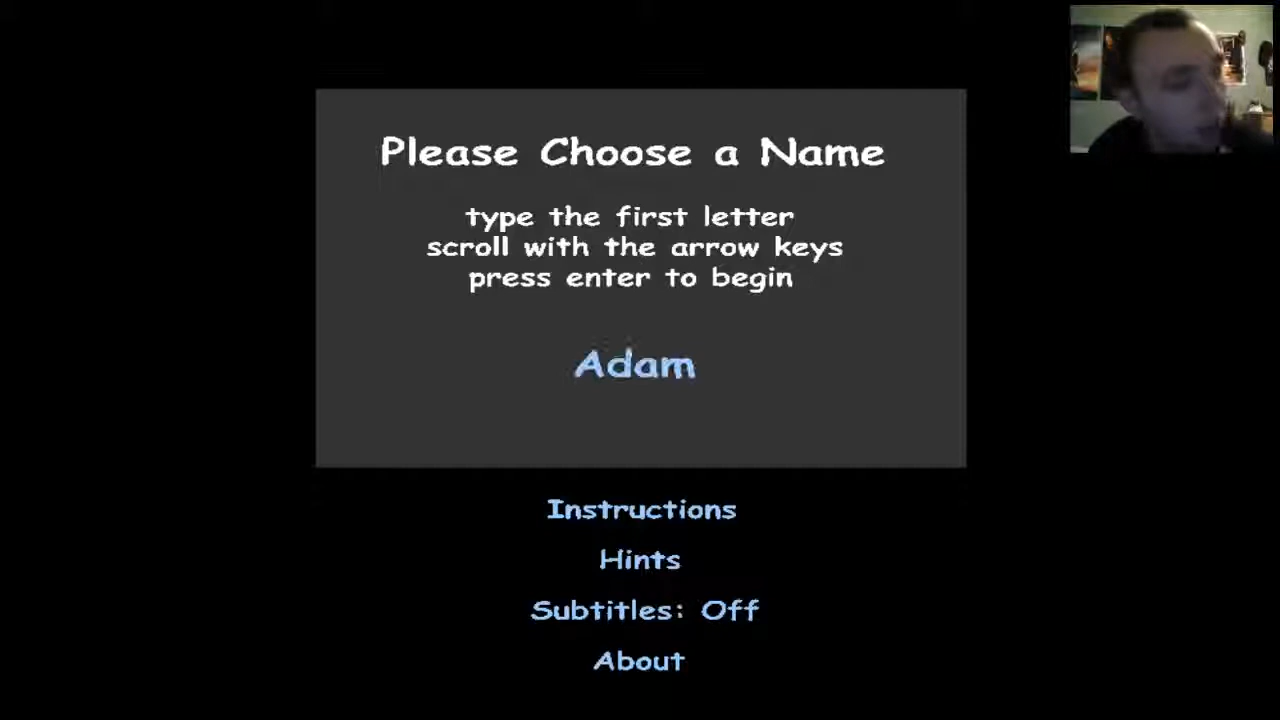 Please Choose a Name
type the first letter
scroll with the arrow keys
press enter to begin
Adam
Instructions
Hints
Subtitles: Off
About